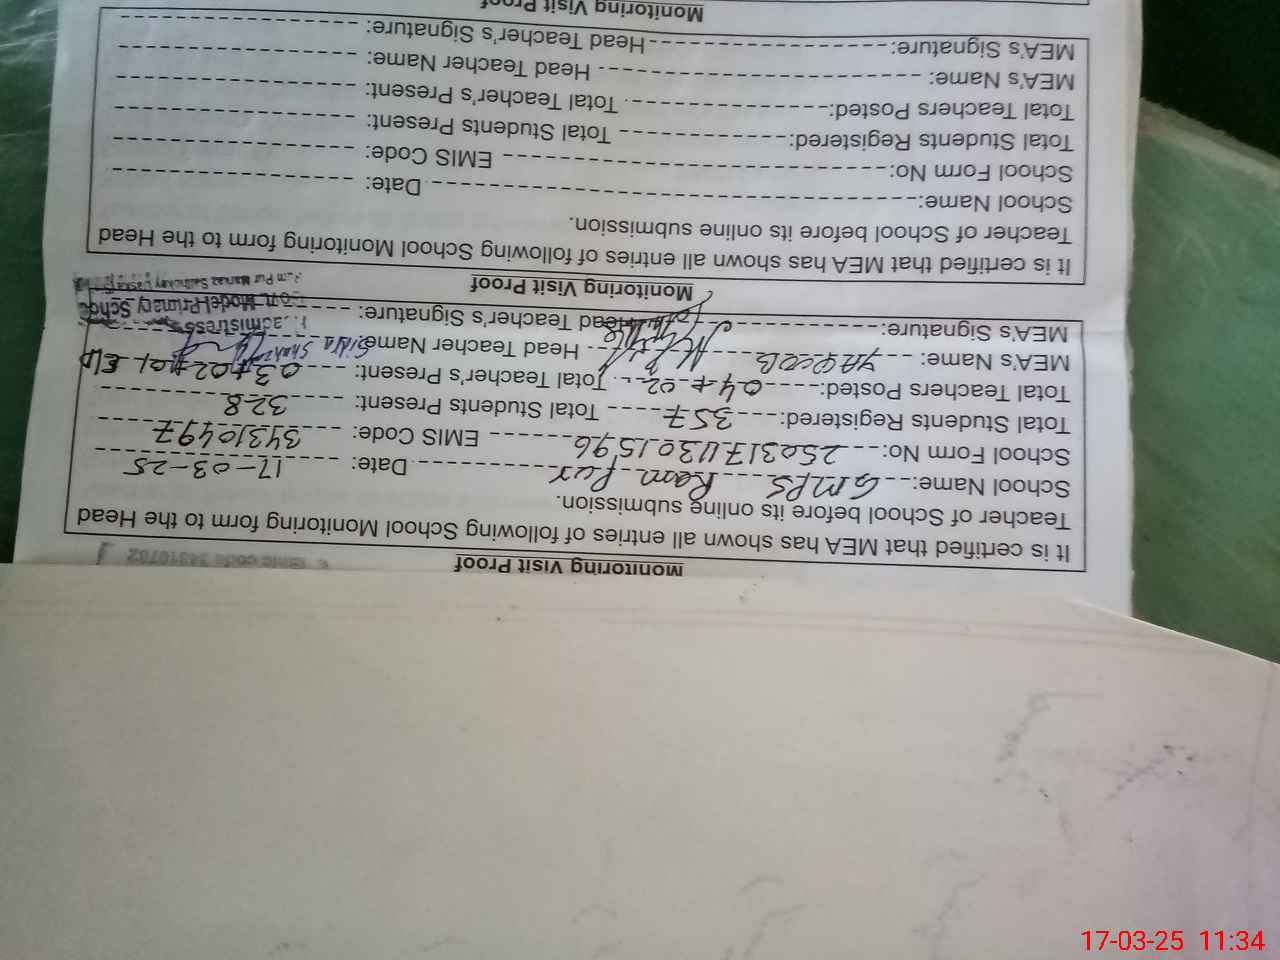 Monitoring Visit Proof
It is certified that MEA has shown all entries of following of School Monitoring form to the Head
Teacher of School before its online submission.
School Name: GMPS Ram Pur Date: 17-03-25
School Form No: 25031711301596 EMIS Code: 34310497
Total Students Registered: 357 Total Students Present: 328
Total Teachers Posted: 04+02 Total Teacher's Present: 03+02+01
MEA's Name: YAQOOB Head Teacher Name: Sidra
MEA's Signature: Head Teacher's Signature:
Model Primary
Monitoring Visit Proof
It is certified that MEA has shown all entries of following of School Monitoring form to the Head
Teacher of School before its online submission.
School Name: Date:
School Form No: EMIS Code:
Total Students Registered: Total Students Present:
Total Teachers Posted: Total Teacher's Present:
MEA's Name: Head Teacher Name:
MEA's Signature: Head Teacher's Signature:
Monitoring Visit Proof
17-03-25 11:34